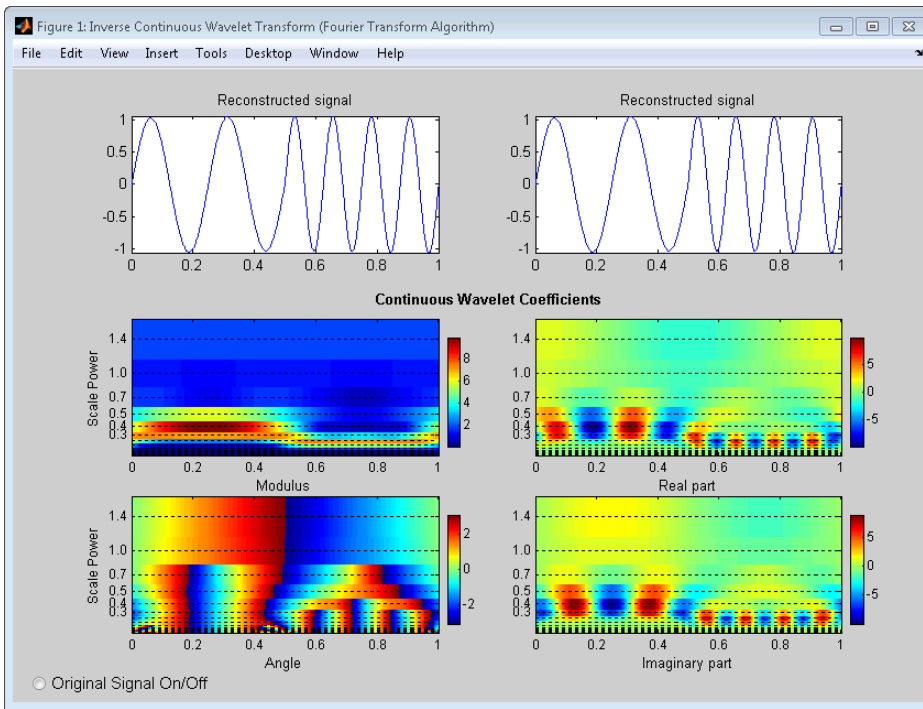 Figure 1: Inverse Continuous Wavelet Transform (Fourier Transform Algorithm)
File Edit View Insert Tools Desktop Window Help
Reconstructed signal Reconstructed signal
1 1
0.5 0.5
0 0
-0.5 -0.5
-1 -1
0 0.2 0.4 0.6 0.8 1 0 0.2 0.4 0.6 0.8 1
Continuous Wavelet Coefficients
Scale Power
1.4
1.0
0.7
0.5
0.4
0.3
8
6
4
2
0 0.2 0.4 0.6 0.8 1
Modulus
1.4
1.0
0.7
0.5
0.4
0.3
5
0
-5
0 0.2 0.4 0.6 0.8 1
Real part
Scale Power
1.4
1.0
0.7
0.5
0.4
0.3
2
0
-2
0 0.2 0.4 0.6 0.8 1
Angle
1.4
1.0
0.7
0.5
0.4
0.3
5
0
-5
0 0.2 0.4 0.6 0.8 1
Imaginary part
Original Signal On/Off